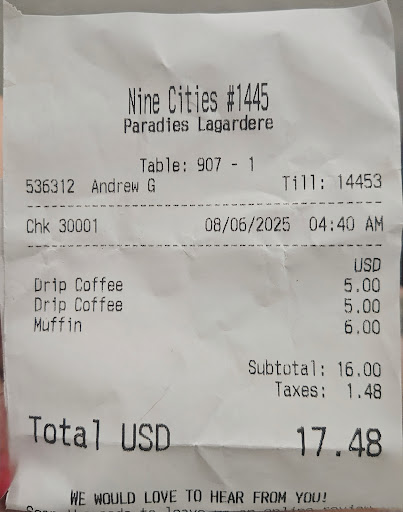 Nine Cities #1445
Paradies Lagardere
Table: 907 - 1
536312 Andrew G Till: 14453
Chk 30001 08/06/2025 04:40 AM
USD
Drip Coffee 5.00
Drip Coffee 5.00
Muffin 6.00
Subtotal: 16.00
Taxes: 1.48
Total USD 17.48
WE WOULD LOVE TO HEAR FROM YOU!